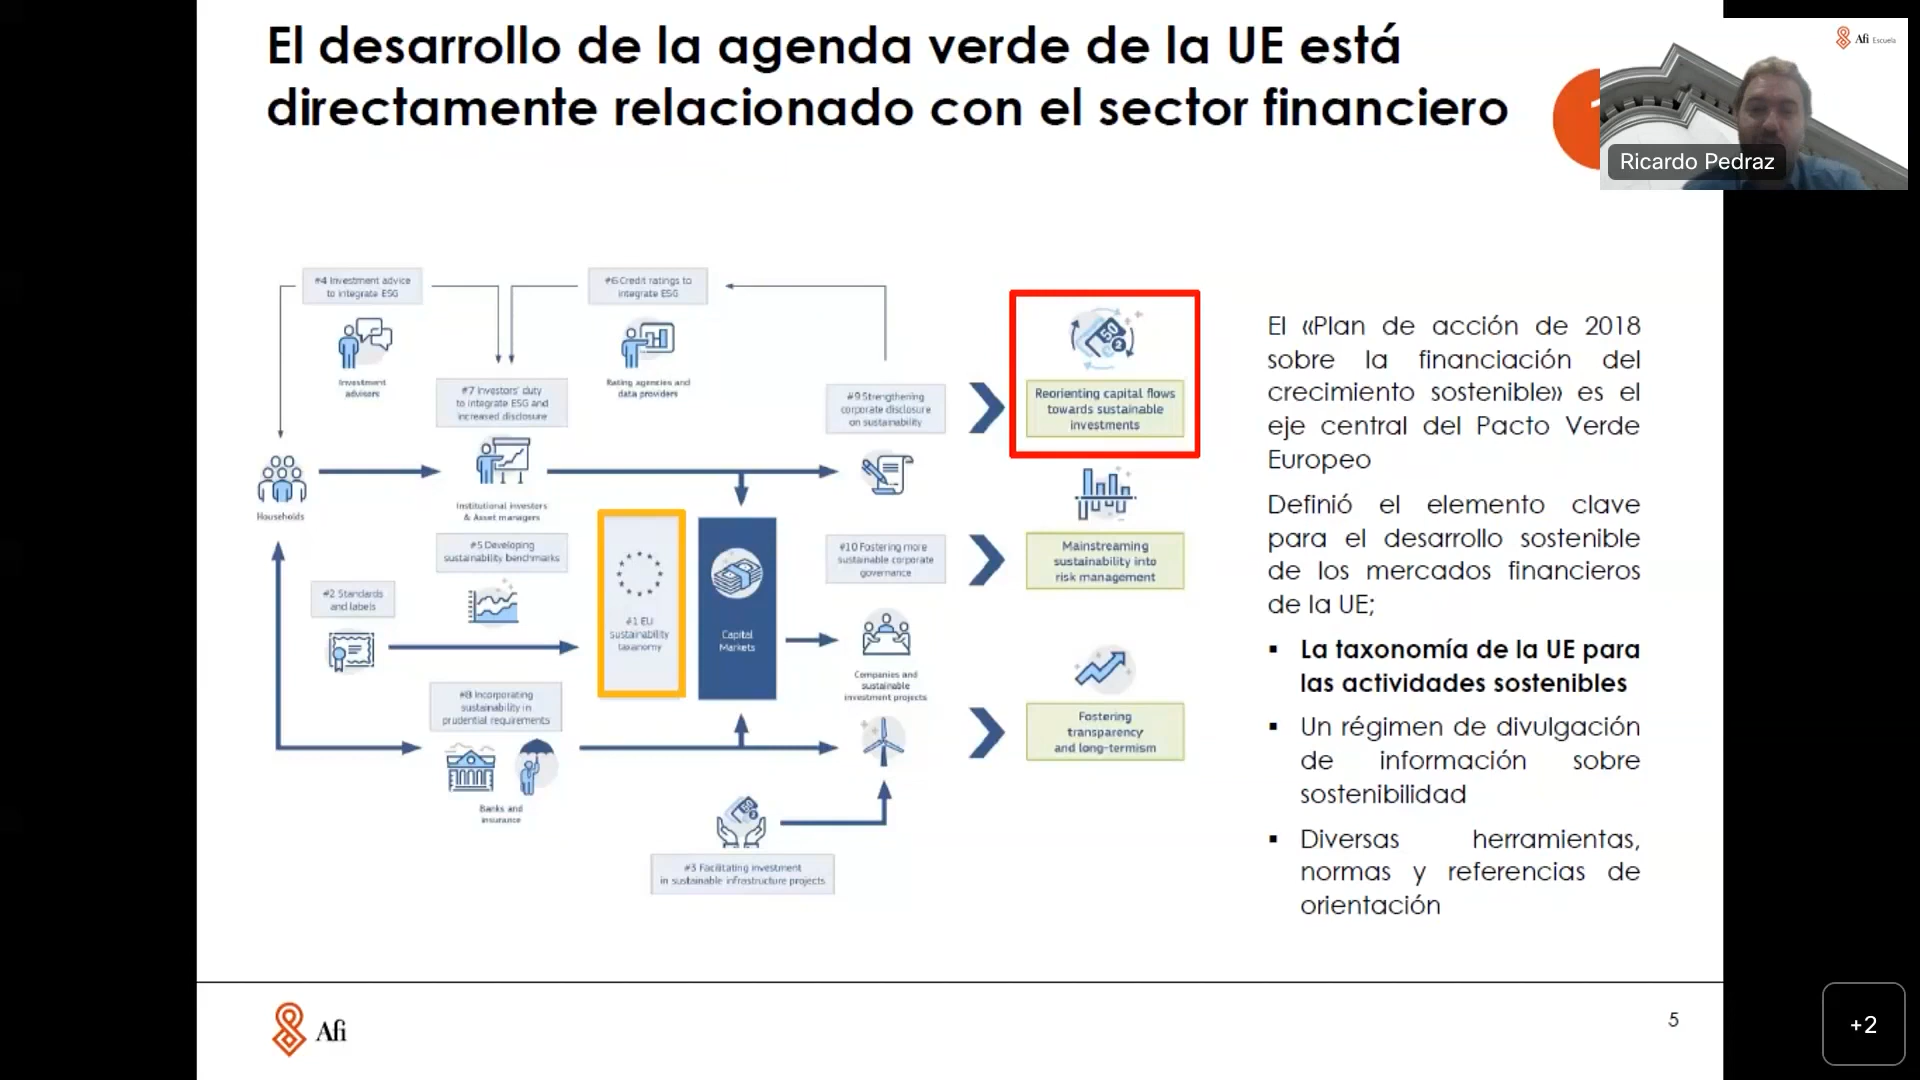 El desarrollo de la agenda verde de la UE está
directamente relacionado con el sector financiero
Afi Escuela
Ricardo Pedraz
#4 Investment advice
to integrate ESG
Investment
advisors
#6 Credit ratings to
integrate ESG
Rating agencies and
data providers
#7 Investors' duty
to integrate ESG and
increased disclosure
Institutional investors
& Asset managers
Households
#5 Developing
sustainability benchmarks
#2 Standards
and labels
#1 EU
sustainability
taxonomy
Capital
Markets
#8 Incorporating
sustainability in
prudential requirements
Banks and
insurance
#3 Facilitating investment
in sustainable infrastructure projects
#9 Strengthening
corporate disclosure
on sustainability
#10 Fostering more
sustainable corporate
governance
Companies and
sustainable
investment projects
Reorienting capital flows
towards sustainable
investments
Mainstreaming
sustainability into
risk management
Fostering
transparency
and long-termism
El «Plan de acción de 2018
sobre la financiación del
crecimiento sostenible» es el
eje central del Pacto Verde
Europeo
Definió el elemento clave
para el desarrollo sostenible
de los mercados financieros
de la UE;
▪ La taxonomía de la UE para
las actividades sostenibles
▪ Un régimen de divulgación
de información sobre
sostenibilidad
▪ Diversas herramientas,
normas y referencias de
orientación
Afi
5
+2